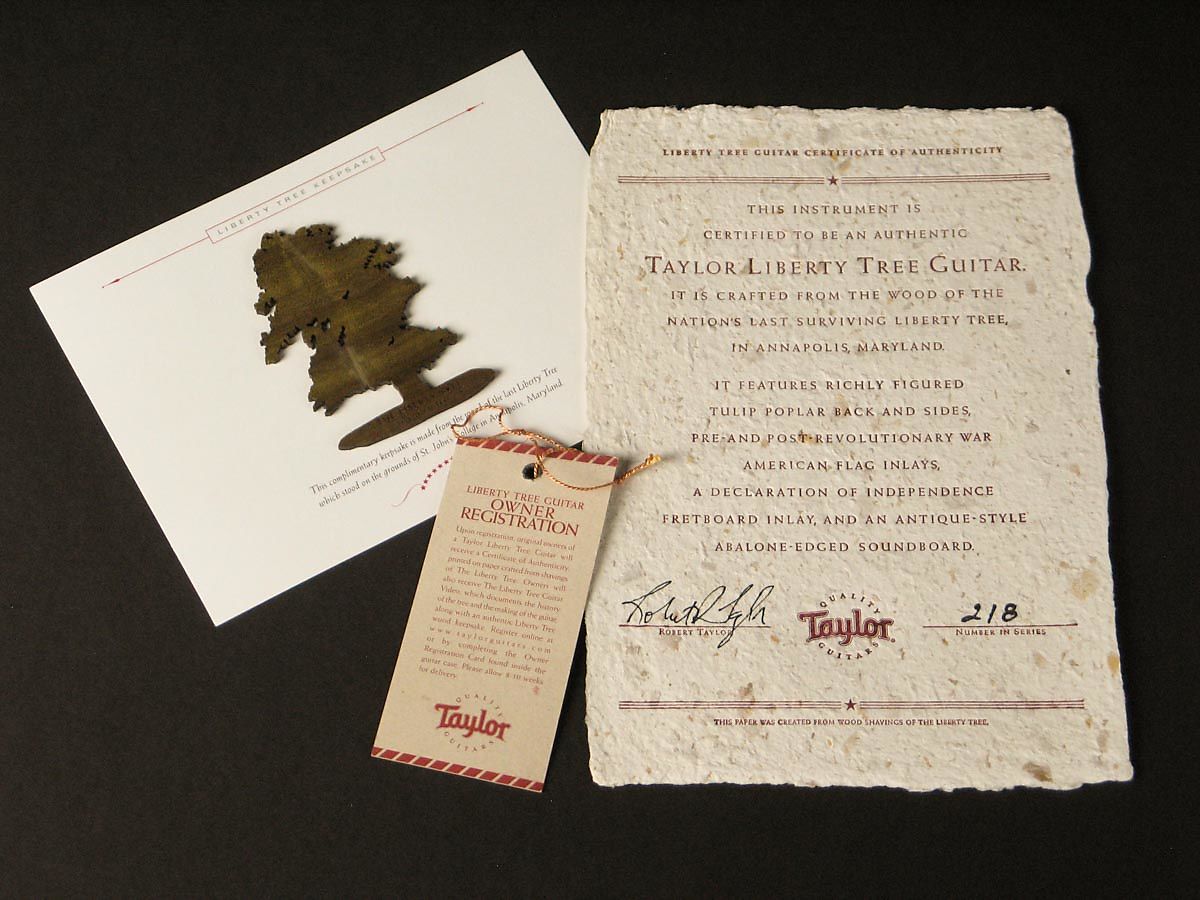 LIBERTY TREE KEEPSAKE
This complimentary keepsake is made from the wood of the last Liberty Tree
which stood on the grounds of St. John's College in Annapolis, Maryland.
LIBERTY TREE GUITAR
OWNER
REGISTRATION
Upon registration, original owners of
a Taylor Liberty Tree Guitar will
receive a Certificate of Authenticity,
printed on paper crafted from shavings
of The Liberty Tree. Owners will
also receive The Liberty Tree Guitar
Video, which documents the history
of the tree and the making of the guitar
along with an authentic Liberty Tree
wood keepsake. Register online at
www.taylorguitars.com
or by completing the Owner
Registration Card found inside the
guitar case. Please allow 8-10 weeks
for delivery.
QUALITY
Taylor
GUITARS
LIBERTY TREE GUITAR CERTIFICATE OF AUTHENTICITY
THIS INSTRUMENT IS
CERTIFIED TO BE AN AUTHENTIC
TAYLOR LIBERTY TREE GUITAR.
IT IS CRAFTED FROM THE WOOD OF THE
NATION'S LAST SURVIVING LIBERTY TREE,
IN ANNAPOLIS, MARYLAND.
IT FEATURES RICHLY FIGURED
TULIP POPLAR BACK AND SIDES,
PRE-AND POST-REVOLUTIONARY WAR
AMERICAN FLAG INLAYS,
A DECLARATION OF INDEPENDENCE
FRETBOARD INLAY, AND AN ANTIQUE-STYLE
ABALONE-EDGED SOUNDBOARD.
ROBERT TAYLOR
QUALITY
Taylor
GUITARS
218
NUMBER IN SERIES
THIS PAPER WAS CREATED FROM WOOD SHAVINGS OF THE LIBERTY TREE.